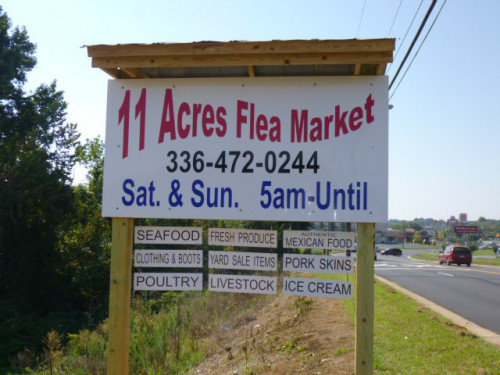 11 Acres Flea Market
336-472-0244
Sat. & Sun. 5am-Until
SEAFOOD
FRESH PRODUCE
AUTHENTIC
MEXICAN FOOD
CLOTHING & BOOTS
YARD SALE ITEMS
PORK SKINS
POULTRY
LIVESTOCK
ICE CREAM